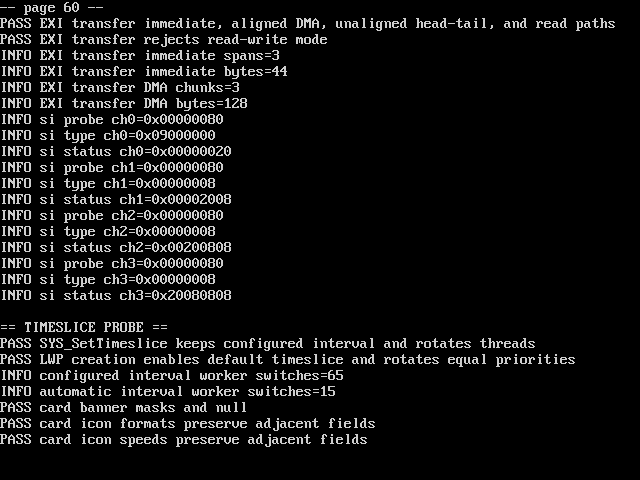 -- page 60 --
PASS EXI transfer immediate, aligned DMA, unaligned head-tail, and read paths
PASS EXI transfer rejects read-write mode
INFO EXI transfer immediate spans=3
INFO EXI transfer immediate bytes=44
INFO EXI transfer DMA chunks=3
INFO EXI transfer DMA bytes=128
INFO si probe ch0=0x00000080
INFO si type ch0=0x09000000
INFO si status ch0=0x00000020
INFO si probe ch1=0x00000080
INFO si type ch1=0x00000008
INFO si status ch1=0x00002008
INFO si probe ch2=0x00000080
INFO si type ch2=0x00000008
INFO si status ch2=0x00200808
INFO si probe ch3=0x00000080
INFO si type ch3=0x00000008
INFO si status ch3=0x20080808
== TIMESLICE PROBE ==
PASS SYS_SetTimeslice keeps configured interval and rotates threads
PASS LWP creation enables default timeslice and rotates equal priorities
INFO configured interval worker switches=65
INFO automatic interval worker switches=15
PASS card banner masks and null
PASS card icon formats preserve adjacent fields
PASS card icon speeds preserve adjacent fields